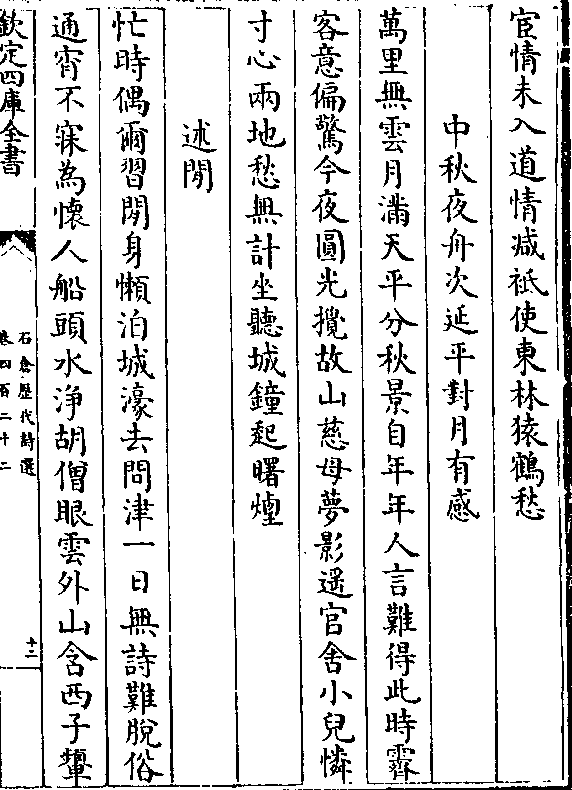 宦情未入道情减祗使東林猿鶴愁
中秋夜舟次延平對月有感
萬里無雲月滿天平分秋景自年年人言難得此時霽
客意偏驚今夜圓光攪故山慈母夢影遥官舍小兒憐
寸心兩地愁無計坐聽城鐘起曙煙
述閒
忙時偶爾習閒身懶泊城濠去問津一日無詩難脫俗
通宵不寐為懷人船頭水淨胡僧眼雲外山含西子顰
欽定四庫全書
石倉歷代詩選
卷四百二十二
十二